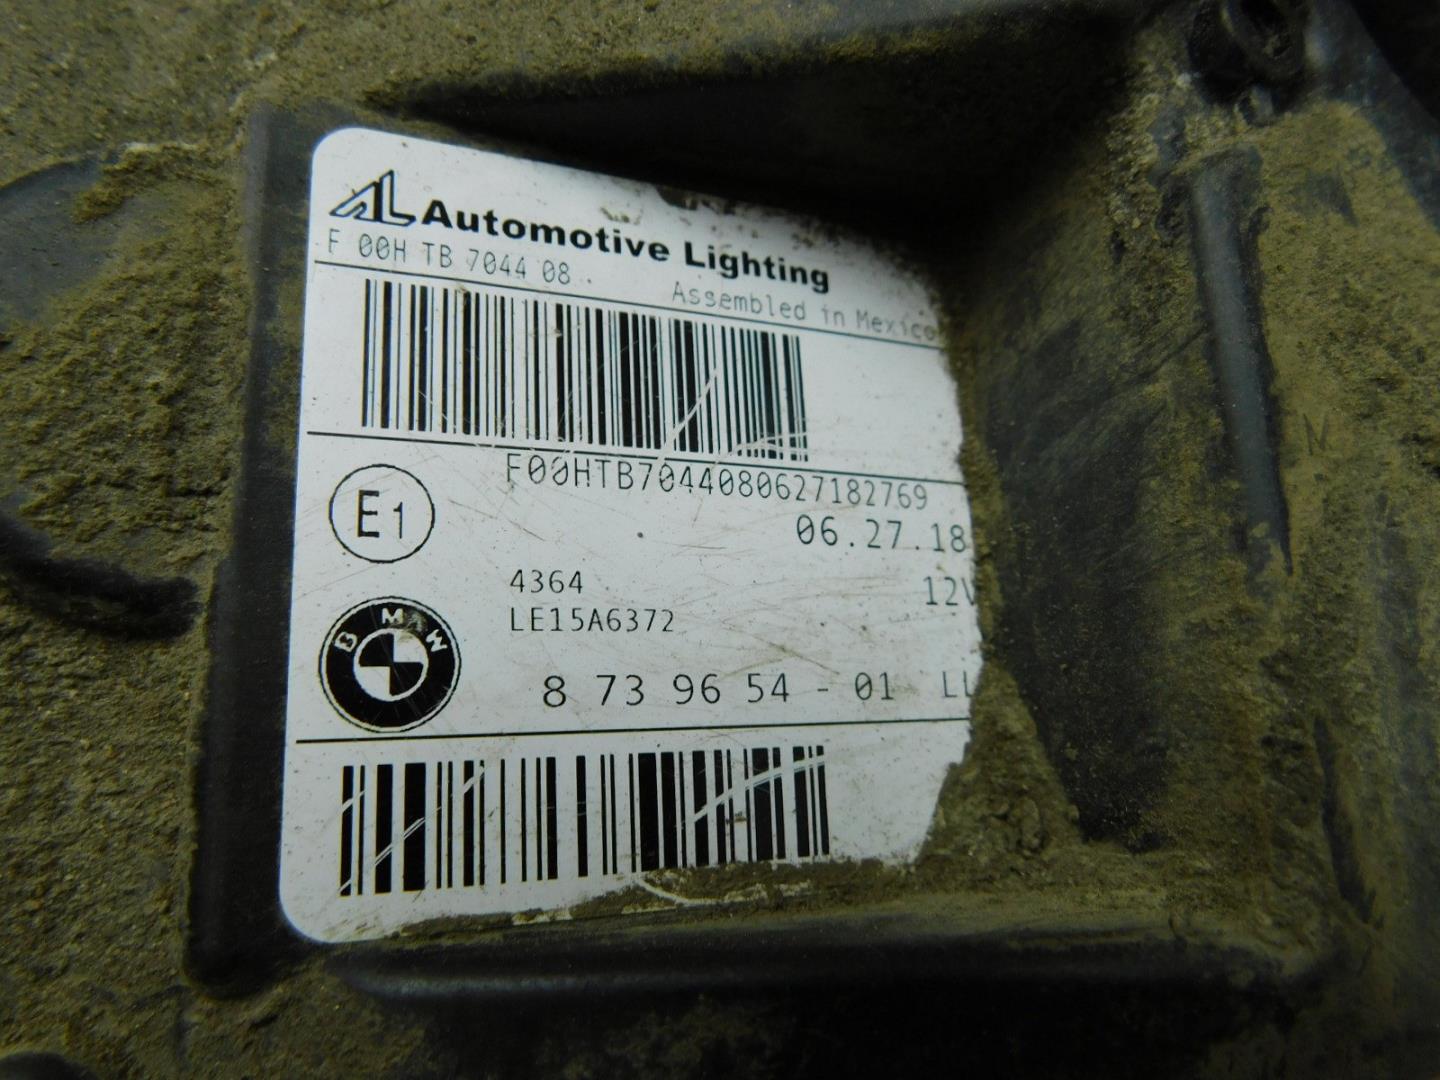 AL Automotive Lighting
F 00H TB 7044 08
Assembled in Mexico
F00HTB7044080627182769
E1
06.27.18
4364
12V
LE15A6372
BMW
8 73 96 54 - 01 LL